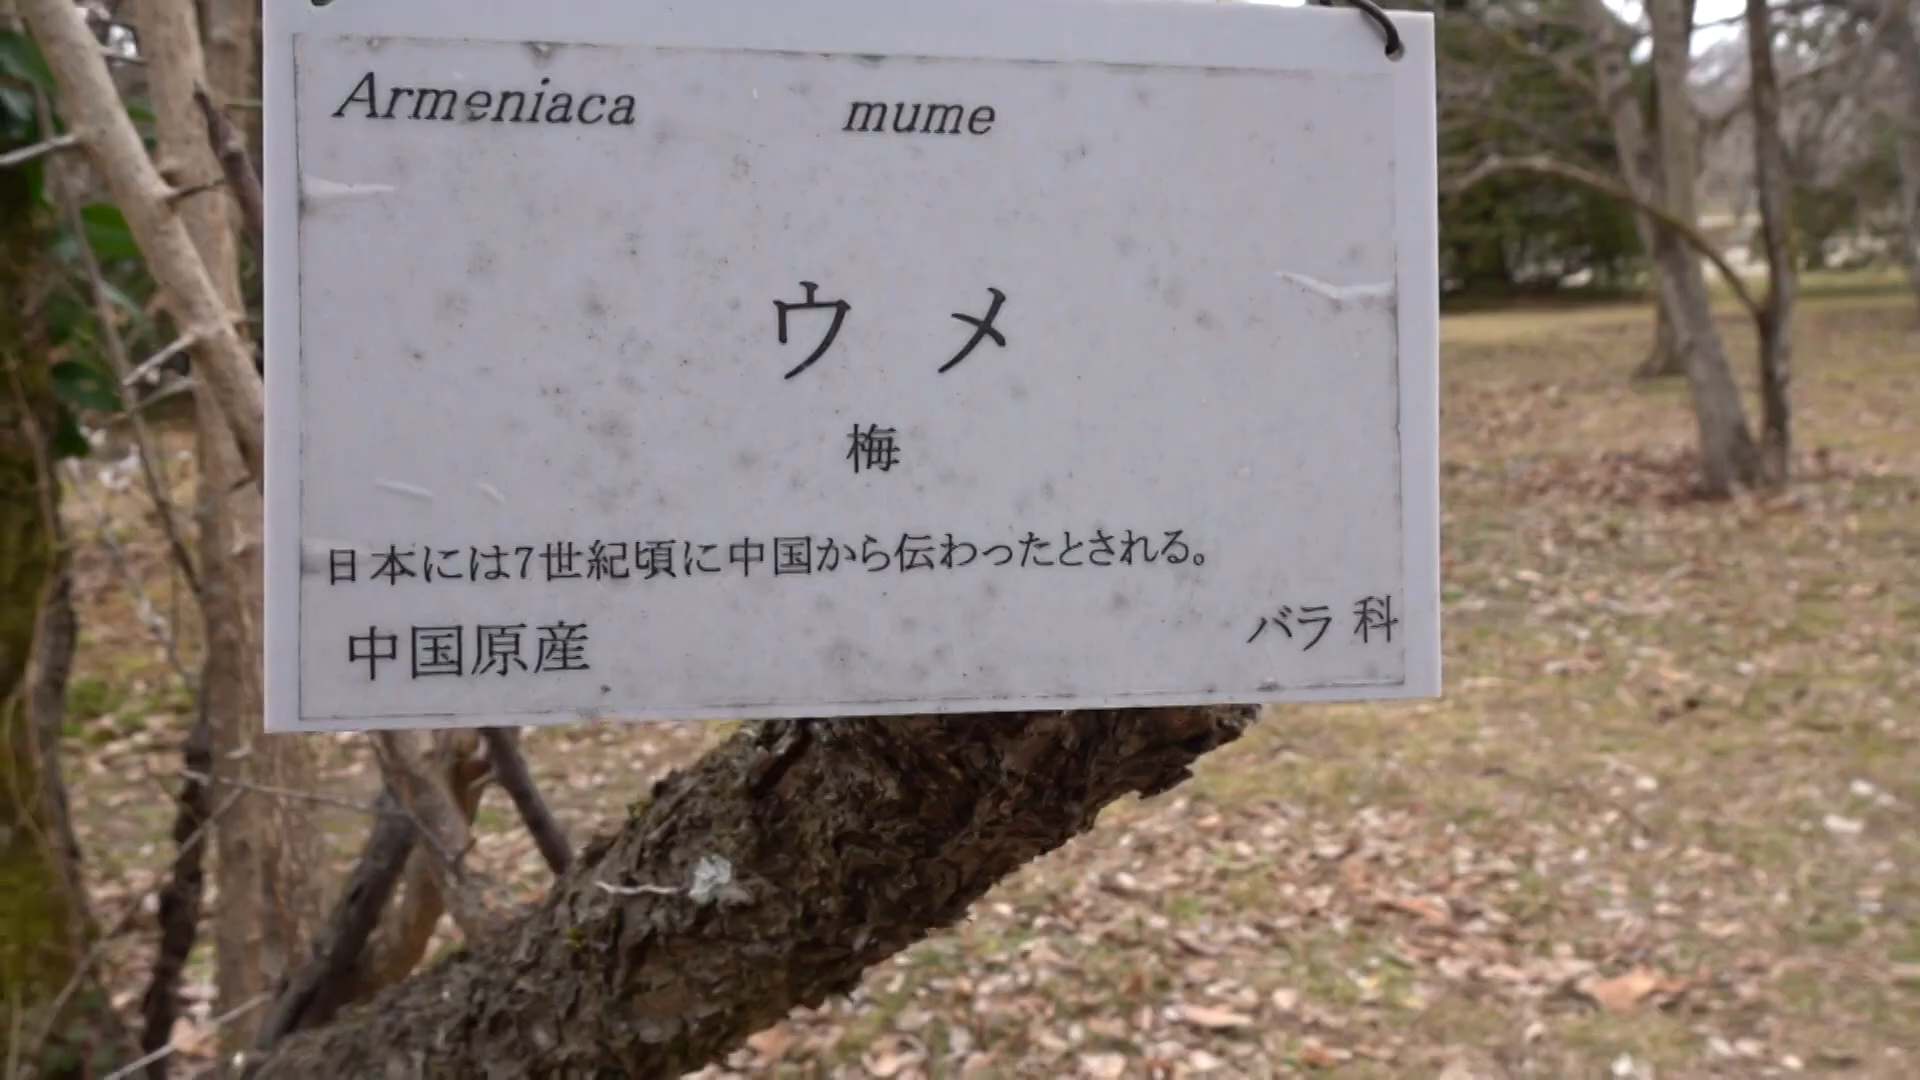 Armeniaca mume
ウメ
梅
日本には7世紀頃に中国から伝わったとされる。
中国原産 バラ科